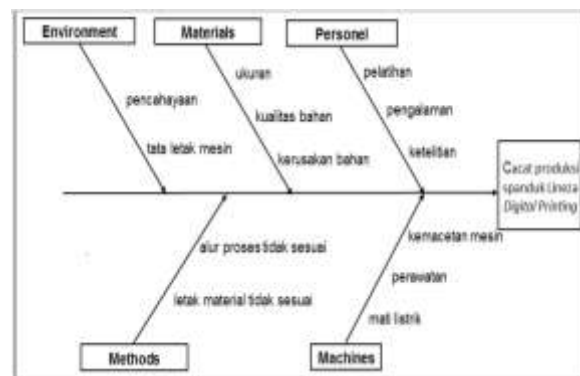 Environment
Materials
Personel
pencahayaan
tata letak mesin
ukuran
kualitas bahan
kerusakan bahan
pelatihan
pengalaman
ketelitian
Cacat produksi
spanduk Lineza
Digital Printing
alur proses tidak sesuai
letak material tidak sesuai
kemacetan mesin
perawatan
mati listrik
Methods
Machines